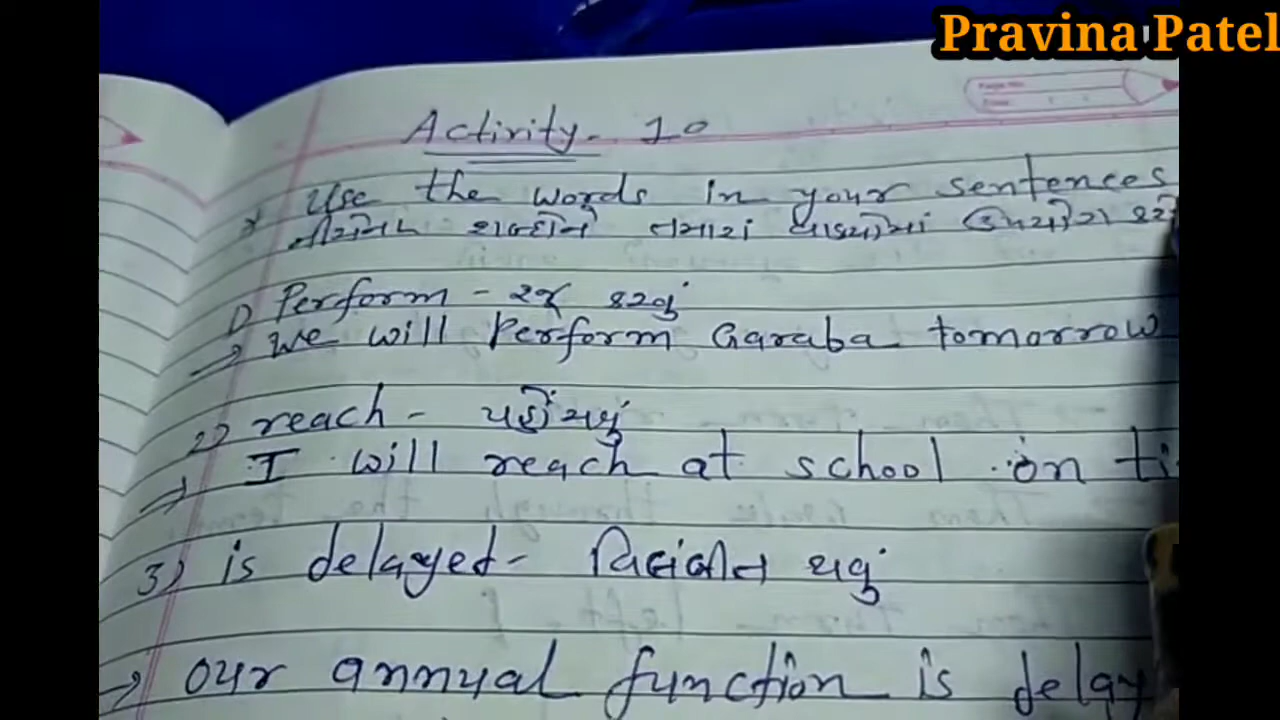 Pravina Patel
Activity - 10
* Use the words in your sentences
નીચેના શબ્દોને તમારાં વાક્યોમાં ઉપયોગ કરો
1) Perform - રજૂ કરવું
→ We will Perform Garaba tomorrow
2) reach - પહોંચવું
→ I will reach at school on ti
3) is delayed - વિલંબીત થવું
→ our annual function is delay